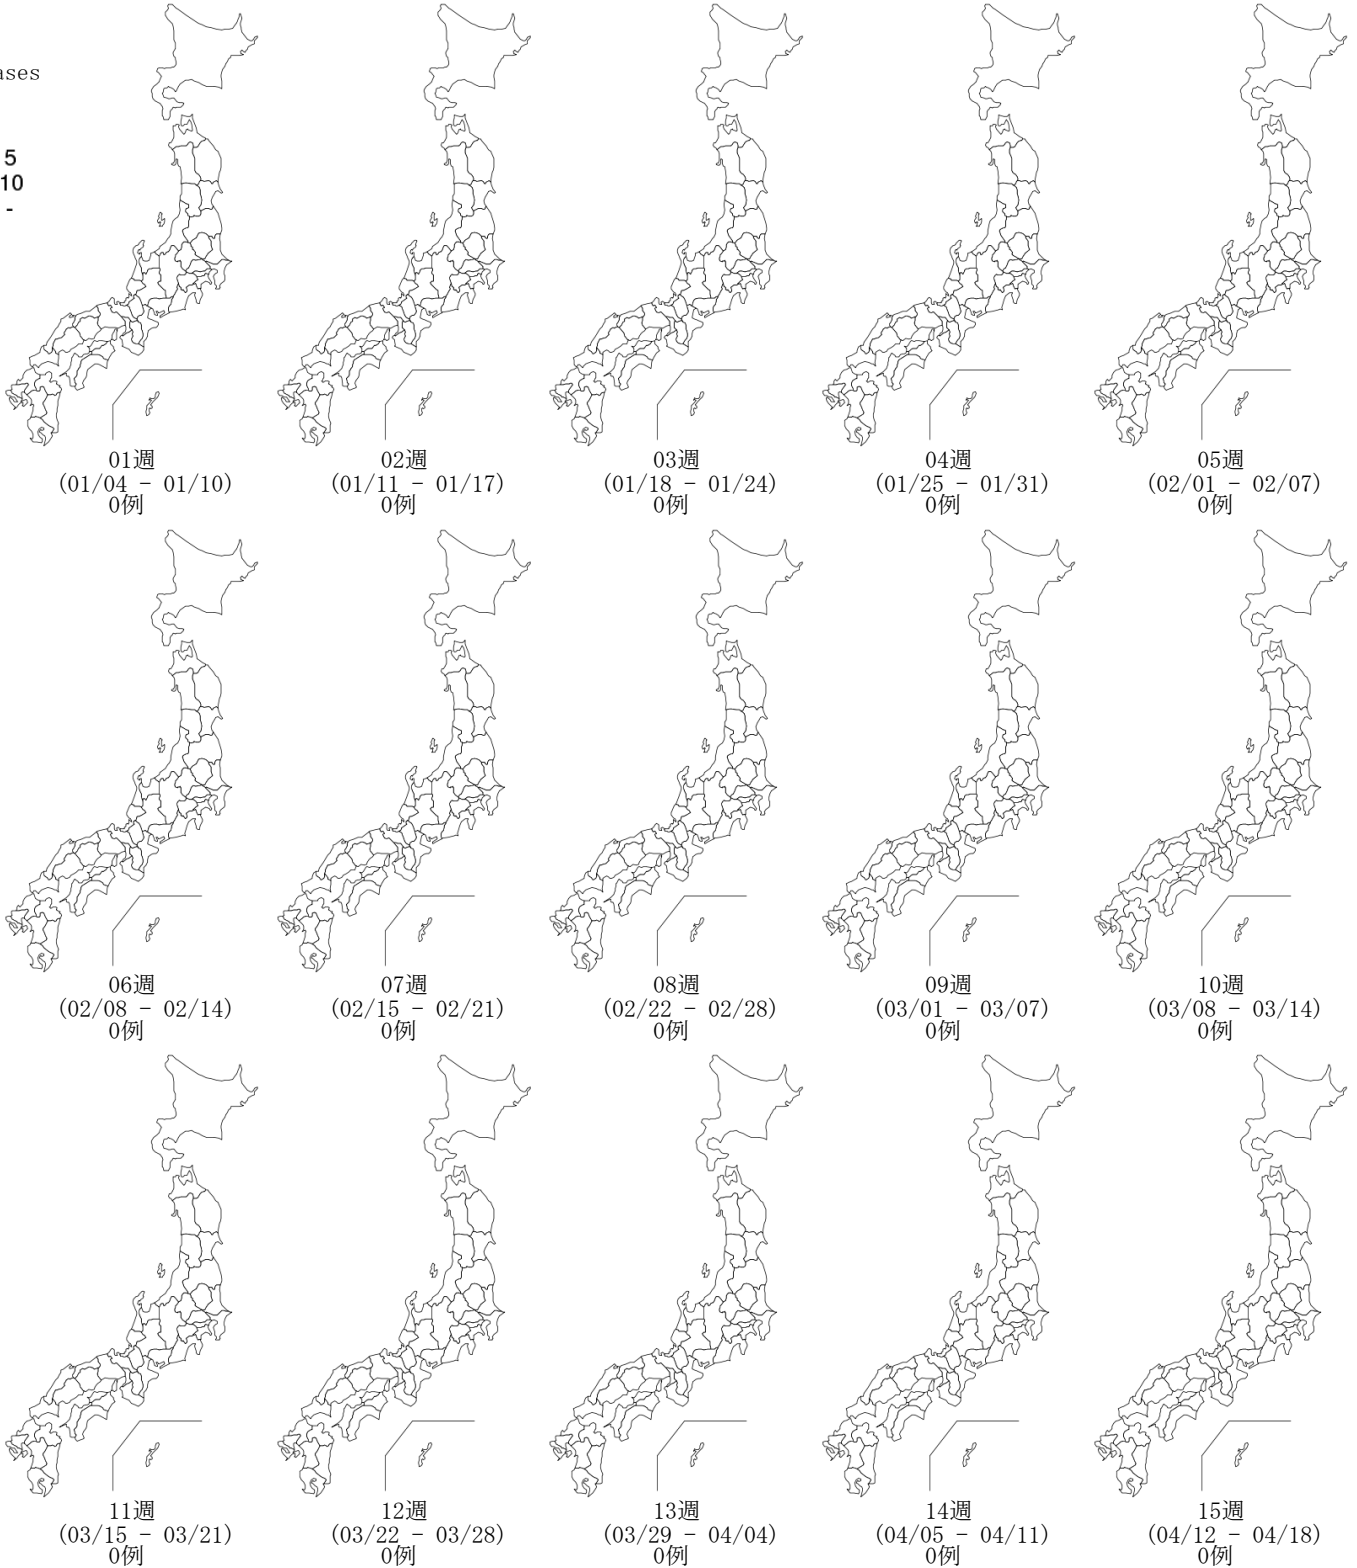 ases
5
10
-
01週
(01/04 - 01/10)
0例
02週
(01/11 - 01/17)
0例
03週
(01/18 - 01/24)
0例
04週
(01/25 - 01/31)
0例
05週
(02/01 - 02/07)
0例
06週
(02/08 - 02/14)
0例
07週
(02/15 - 02/21)
0例
08週
(02/22 - 02/28)
0例
09週
(03/01 - 03/07)
0例
10週
(03/08 - 03/14)
0例
11週
(03/15 - 03/21)
0例
12週
(03/22 - 03/28)
0例
13週
(03/29 - 04/04)
0例
14週
(04/05 - 04/11)
0例
15週
(04/12 - 04/18)
0例